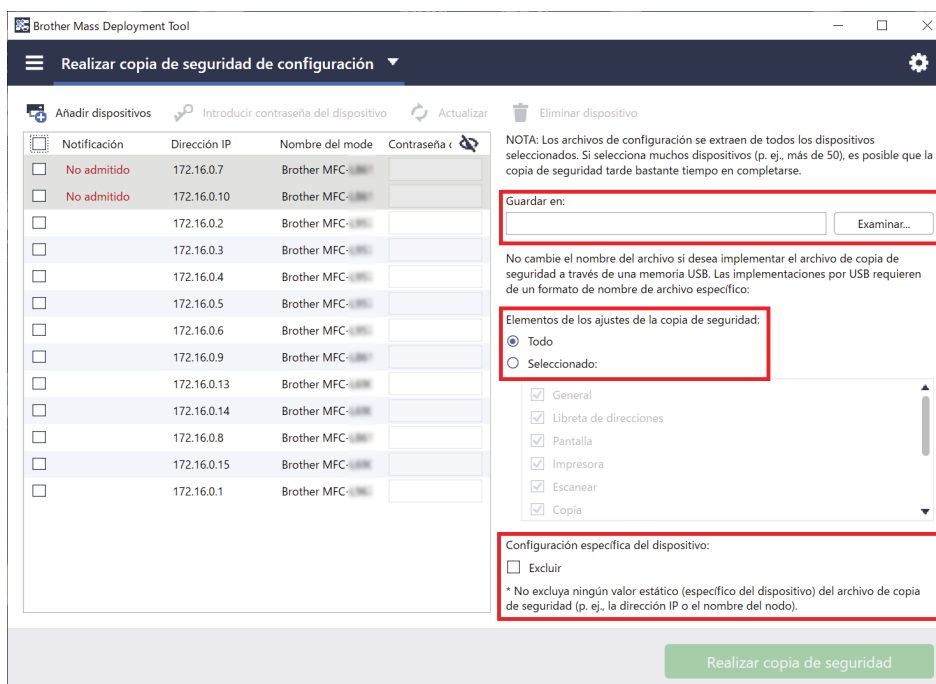 Brother Mass Deployment Tool
Realizar copia de seguridad de configuración
Añadir dispositivos Introducir contraseña del dispositivo Actualizar Eliminar dispositivo
Notificación Dirección IP Nombre del mode Contraseña c
No admitido 172.16.0.7 Brother MFC-
No admitido 172.16.0.10 Brother MFC-
172.16.0.2 Brother MFC-
172.16.0.3 Brother MFC-
172.16.0.4 Brother MFC-
172.16.0.5 Brother MFC-
172.16.0.6 Brother MFC-
172.16.0.9 Brother MFC-
172.16.0.13 Brother MFC-
172.16.0.14 Brother MFC-
172.16.0.8 Brother MFC-
172.16.0.15 Brother MFC-
172.16.0.1 Brother MFC-
NOTA: Los archivos de configuración se extraen de todos los dispositivos
seleccionados. Si selecciona muchos dispositivos (p. ej., más de 50), es posible que la
copia de seguridad tarde bastante tiempo en completarse.
Guardar en:
Examinar...
No cambie el nombre del archivo si desea implementar el archivo de copia de
seguridad a través de una memoria USB. Las implementaciones por USB requieren
de un formato de nombre de archivo específico:
Elementos de los ajustes de la copia de seguridad:
Todo
Seleccionado:
General
Libreta de direcciones
Pantalla
Impresora
Escanear
Copia
Configuración específica del dispositivo:
Excluir
* No excluya ningún valor estático (específico del dispositivo) del archivo de copia
de seguridad (p. ej., la dirección IP o el nombre del nodo).
Realizar copia de seguridad